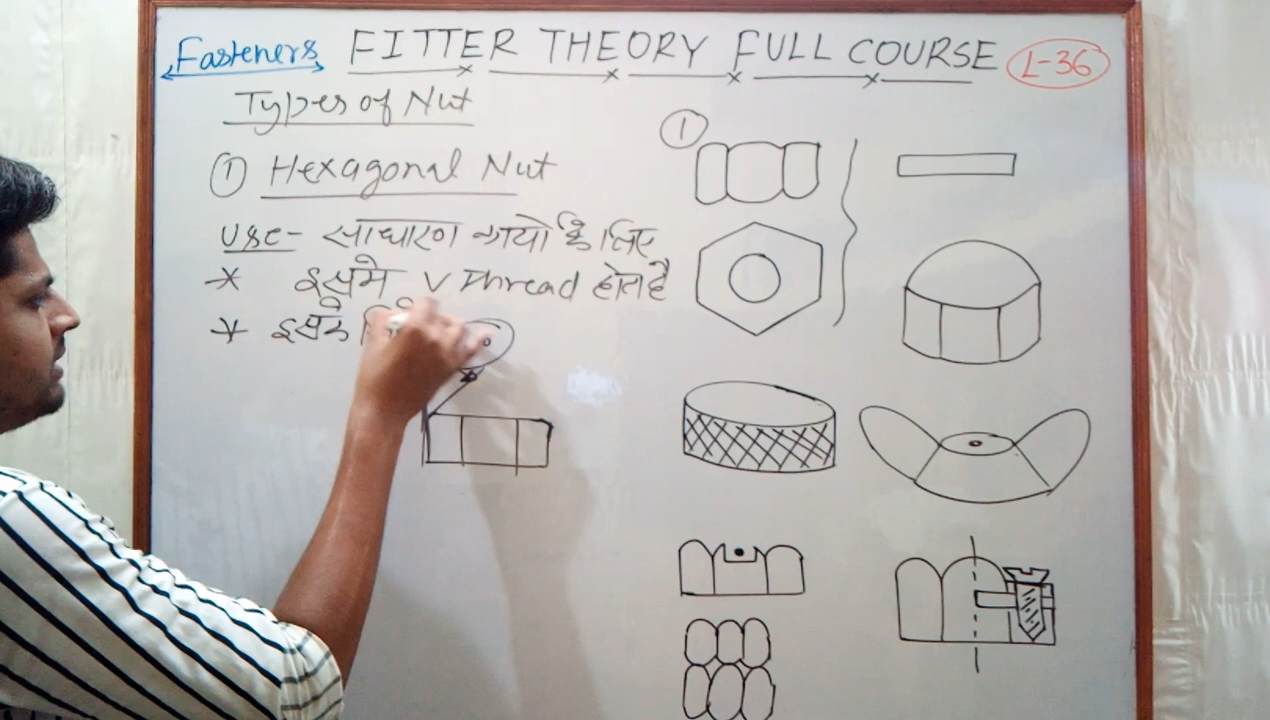 Fasteners FITTER THEORY FULL COURSE L-36
Types of Nut
① Hexagonal Nut
①
Use- साधारण कार्यो के लिए
* इसमे V Thread होता है
* इसके